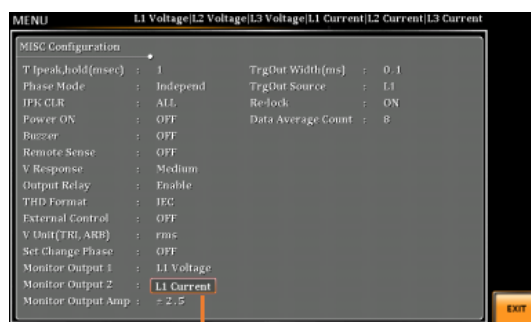 MENU
L1 Voltage|L2 Voltage|L3 Voltage|L1 Current|L2 Current|L3 Current
MISC Configuration
T Ipeak,hold(msec) : 1
Phase Mode : Independ
IPK CLR : ALL
Power ON : OFF
Buzzer : OFF
Remote Sense : OFF
V Response : Medium
Output Relay : Enable
THD Format : IEC
External Control : OFF
V Unit(TRI, ARB) : rms
Set Change Phase : OFF
Monitor Output 1 : L1 Voltage
Monitor Output 2 : L1 Current
Monitor Output Amp : ± 2.5
TrgOut Width(ms) : 0.1
TrgOut Source : L1
Re-lock : ON
Data Average Count : 8
EXIT